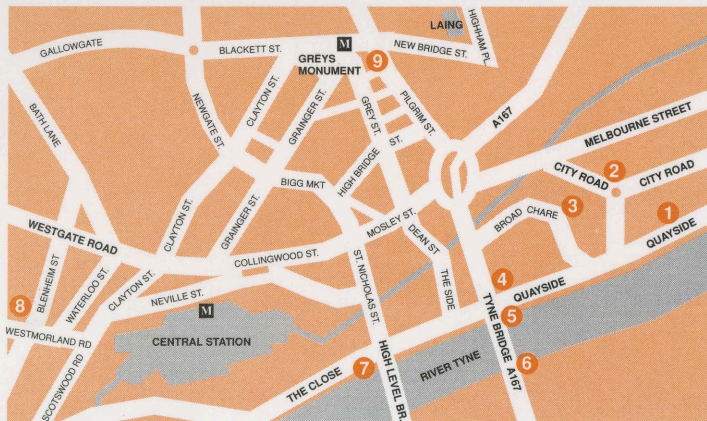 LAING
HIGHHAM PL.
GALLOWGATE
BLACKETT ST.
M
NEW BRIDGE ST.
GREYS
MONUMENT
9
BATH LANE
NEWGATE ST.
CLAYTON ST.
GRAINGER ST.
GREY ST.
PILGRIM ST.
A167
MELBOURNE STREET
HIGH BRIDGE
ST.
BIGG MKT
CITY ROAD
2
CITY ROAD
WESTGATE ROAD
CLAYTON ST.
GRAINGER ST.
MOSLEY ST.
BROAD CHARE
3
1
QUAYSIDE
COLLINGWOOD ST.
DEAN ST
BLENHEIM ST
WATERLOO ST.
CLAYTON ST.
NEVILLE ST.
ST. NICHOLAS ST.
THE SIDE
4
QUAYSIDE
8
M
5
TYNE BRIDGE A167
WESTMORLAND RD
CENTRAL STATION
SCOTSWOOD RD
THE CLOSE
7
HIGH LEVEL BR.
RIVER TYNE
6